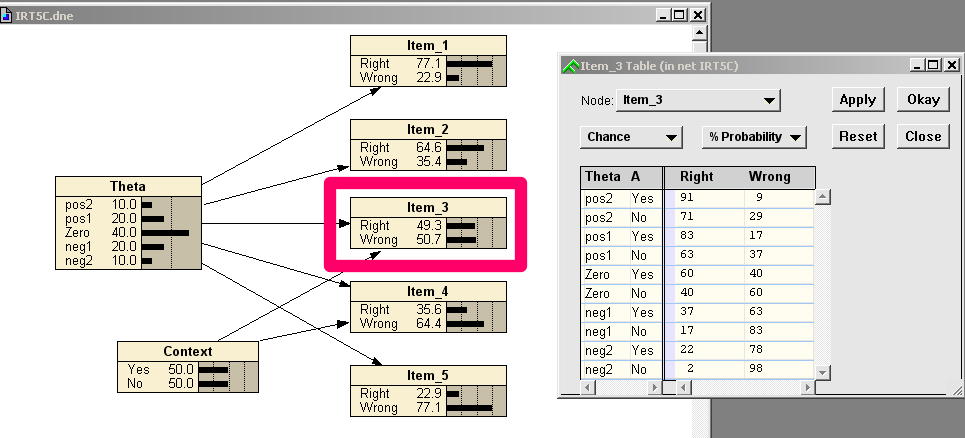 IRT5C.dne
Item_1
Right 77.1
Wrong 22.9
Item_2
Right 64.6
Wrong 35.4
Theta
pos2 10.0
pos1 20.0
Zero 40.0
neg1 20.0
neg2 10.0
Item_3
Right 49.3
Wrong 50.7
Item_4
Right 35.6
Wrong 64.4
Context
Yes 50.0
No 50.0
Item_5
Right 22.9
Wrong 77.1
Item_3 Table (in net IRT5C)
Node: Item_3 Apply Okay
Chance % Probability Reset Close
Theta A Right Wrong
pos2 Yes 91 9
pos2 No 71 29
pos1 Yes 83 17
pos1 No 63 37
Zero Yes 60 40
Zero No 40 60
neg1 Yes 37 63
neg1 No 17 83
neg2 Yes 22 78
neg2 No 2 98